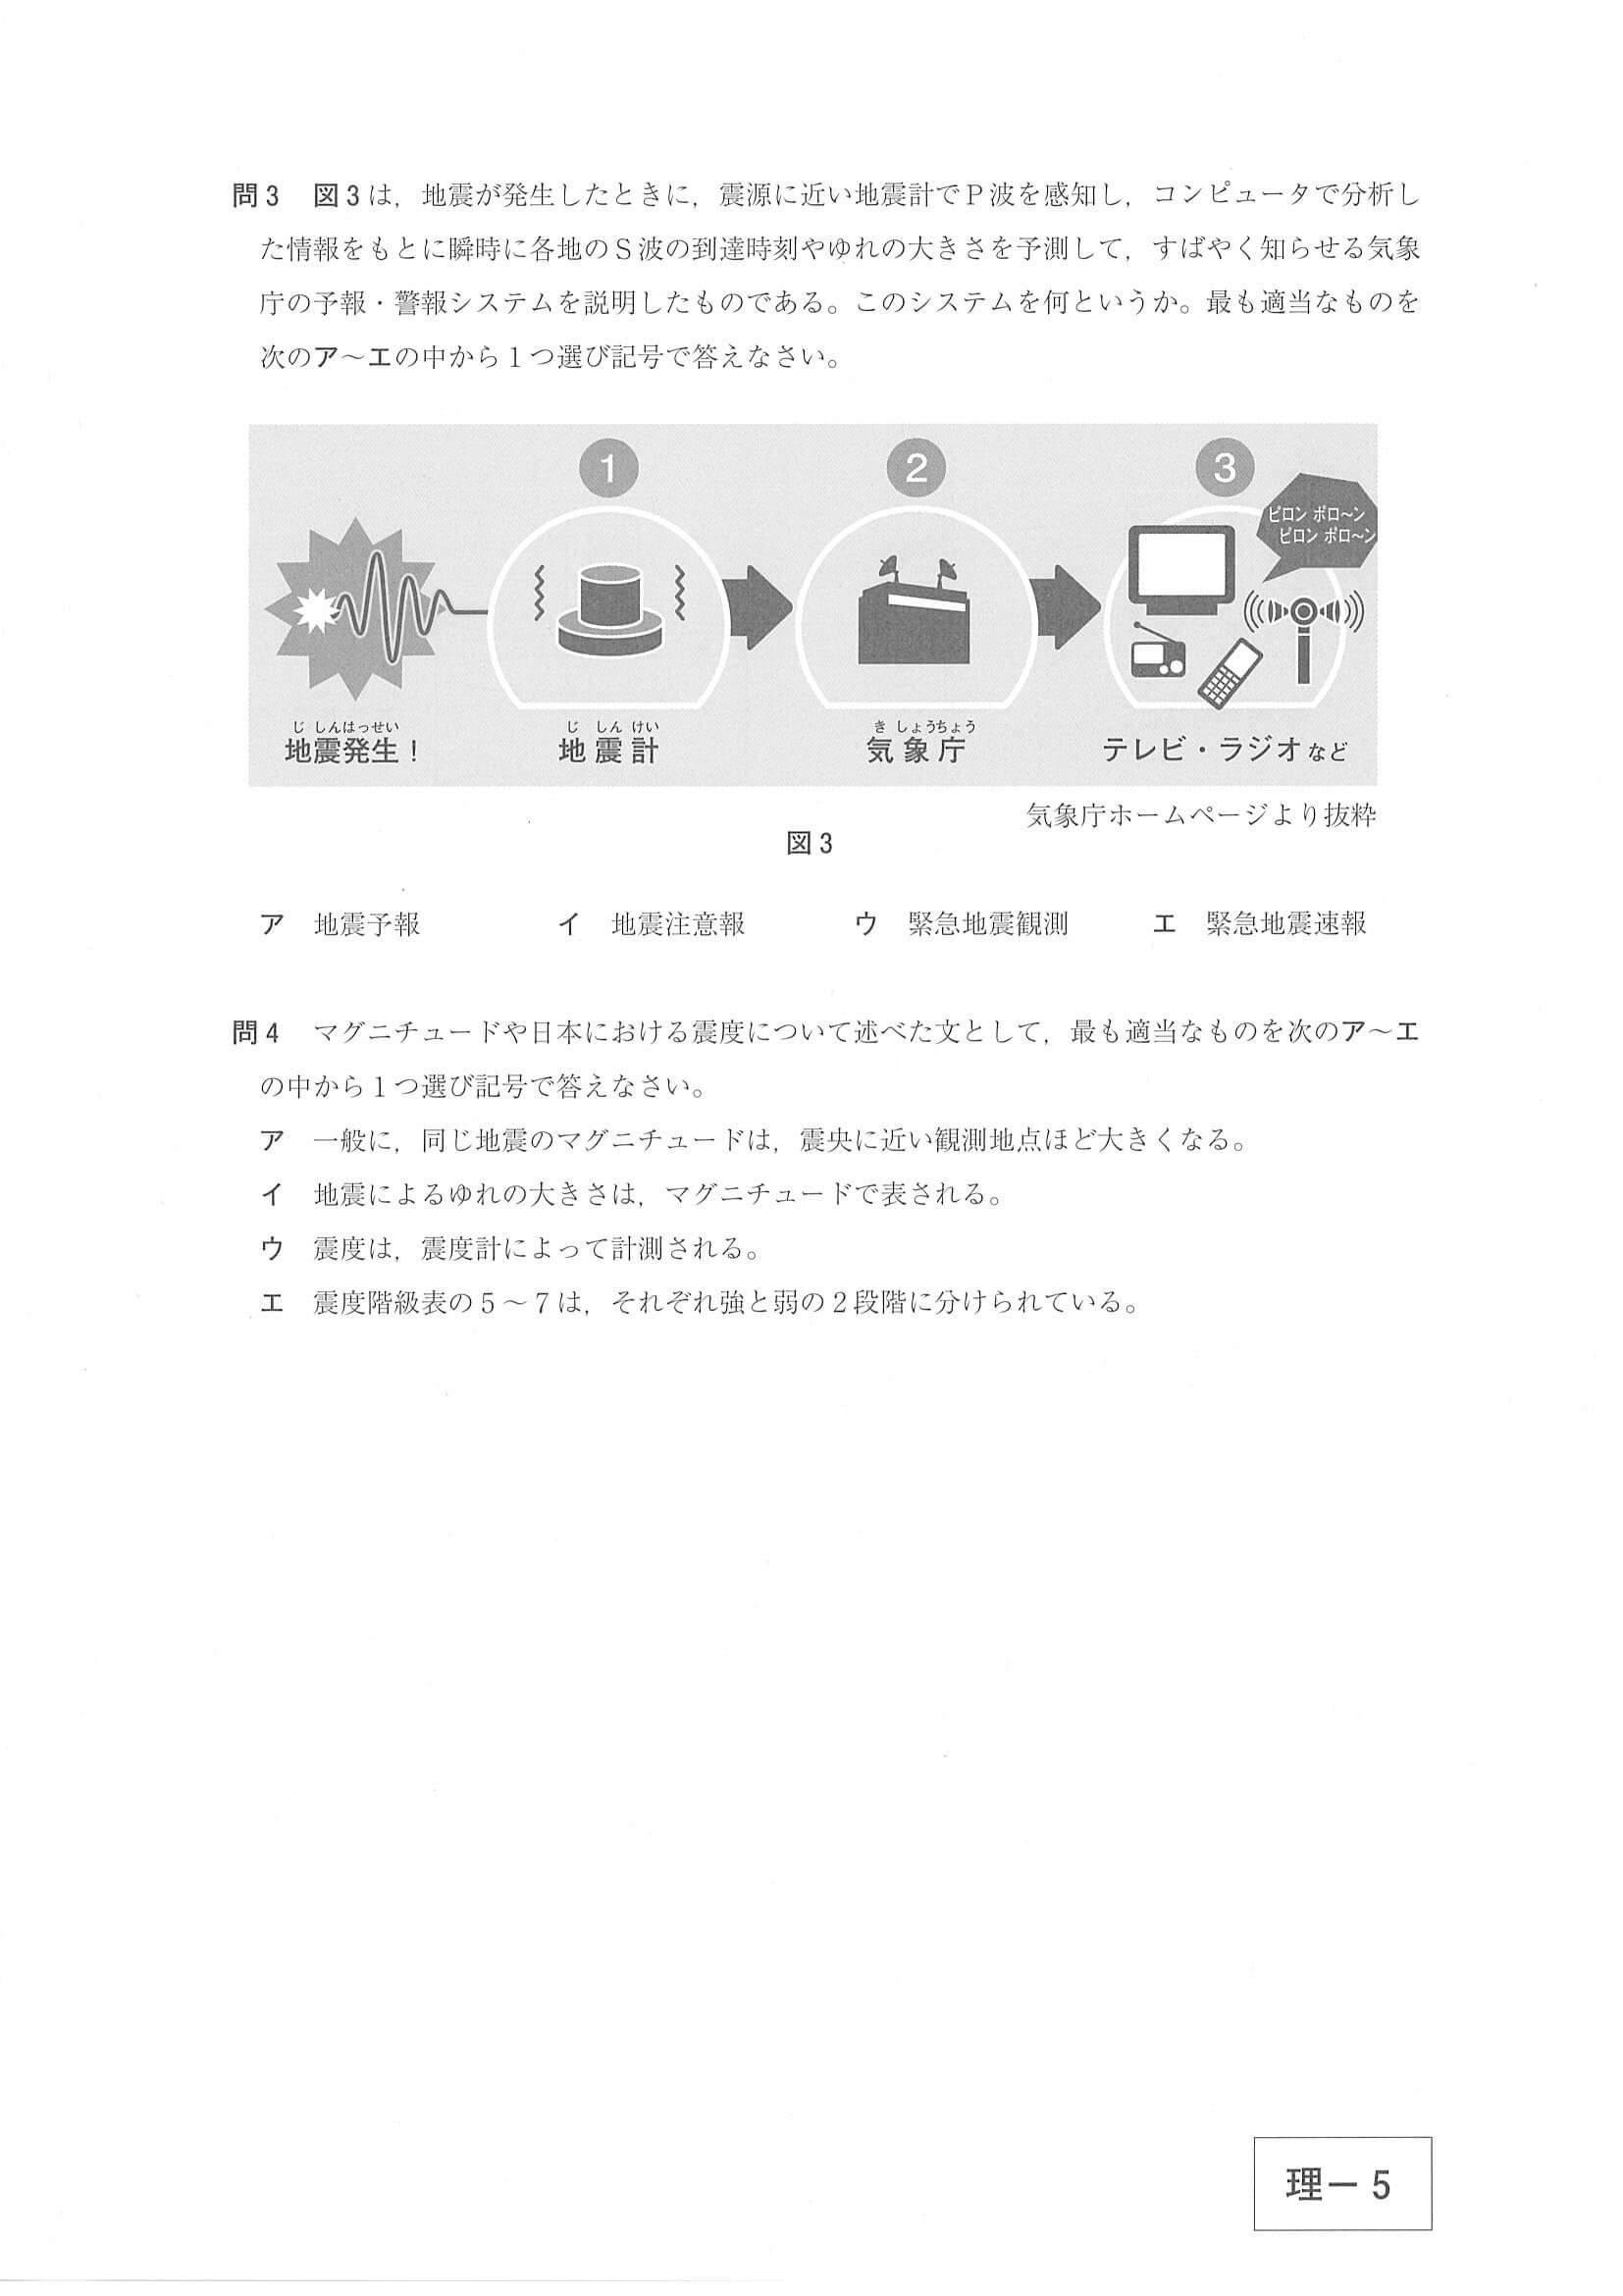 問3　図3は，地震が発生したときに，震源に近い地震計でP波を感知し，コンピュータで分析し
た情報をもとに瞬時に各地のS波の到達時刻やゆれの大きさを予測して，すばやく知らせる気象
庁の予報・警報システムを説明したものである。このシステムを何というか。最も適当なものを
次のア～エの中から1つ選び記号で答えなさい。
1
2
3
ピロン ポロ～ン
ピロン ポロ～ン
じ しんはっせい
地震発生！
じ しん けい
地震計
き しょうちょう
気象庁
テレビ・ラジオなど
気象庁ホームページより抜粋
図3
ア　地震予報　イ　地震注意報　ウ　緊急地震観測　エ　緊急地震速報
問4　マグニチュードや日本における震度について述べた文として，最も適当なものを次のア～エ
の中から1つ選び記号で答えなさい。
ア　一般に，同じ地震のマグニチュードは，震央に近い観測地点ほど大きくなる。
イ　地震によるゆれの大きさは，マグニチュードで表される。
ウ　震度は，震度計によって計測される。
エ　震度階級表の5～7は，それぞれ強と弱の2段階に分けられている。
理－5